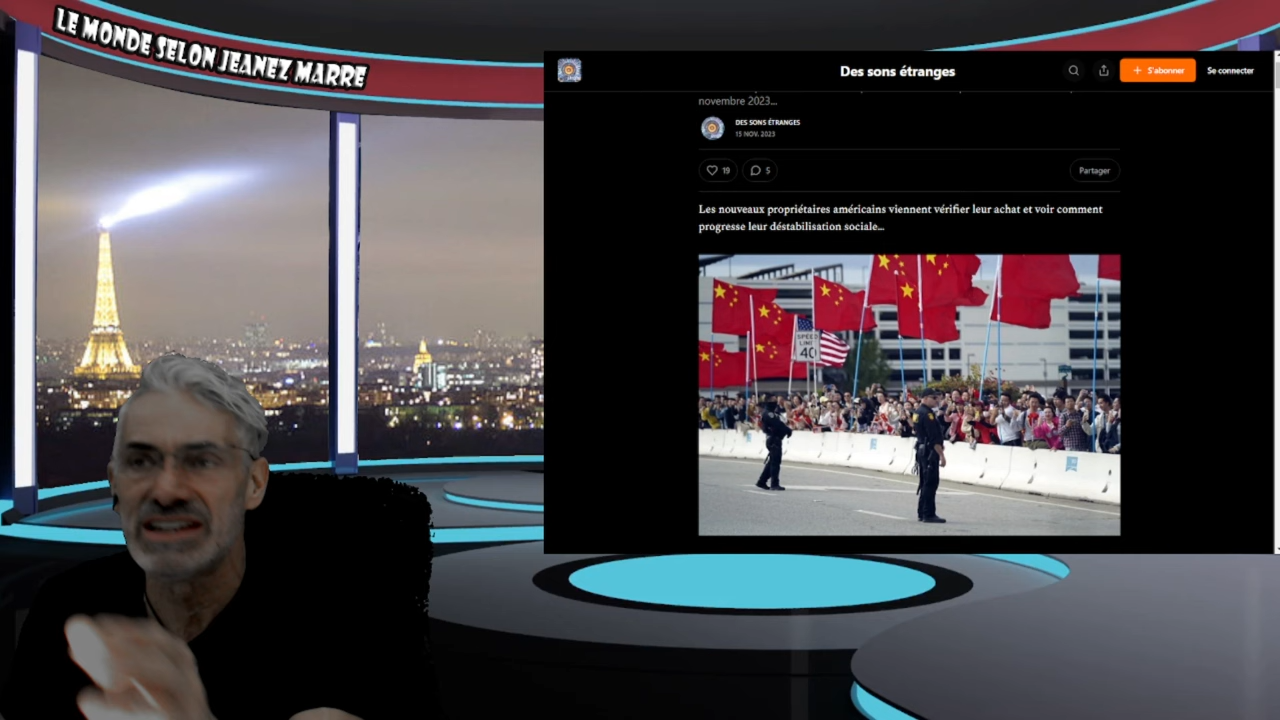 LE MONDE SELON JEANEZ MARRE
Des sons étranges
S'abonner
Se connecter
novembre 2023...
DES SONS ÉTRANGES
15 NOV. 2023
19
5
Partager
Les nouveaux propriétaires américains viennent vérifier leur achat et voir comment
progresse leur déstabilisation sociale...
SPEED
LIMIT
40